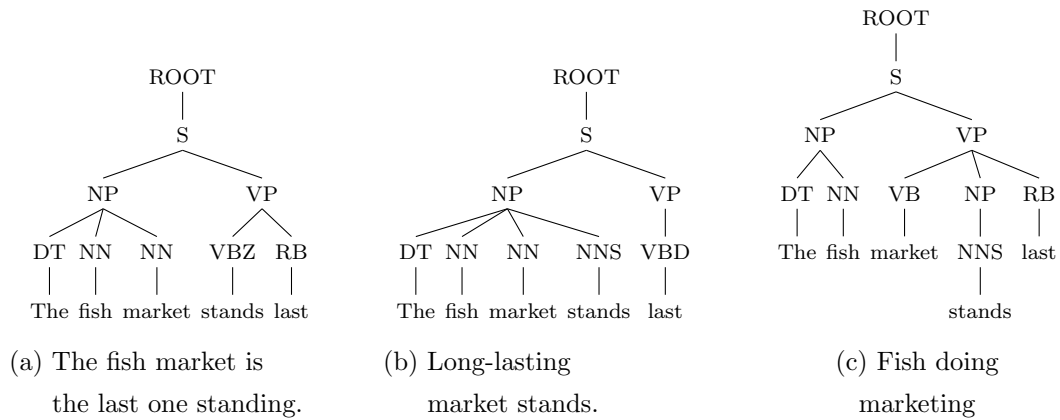 ROOT
S
NP VP
DT NN NN VBZ RB
The fish market stands last
(a) The fish market is
the last one standing.
ROOT
S
NP VP
DT NN NN NNS VBD
The fish market stands last
(b) Long-lasting
market stands.
ROOT
S
NP VP
DT NN VB NP RB
The fish market NNS last
stands
(c) Fish doing
marketing